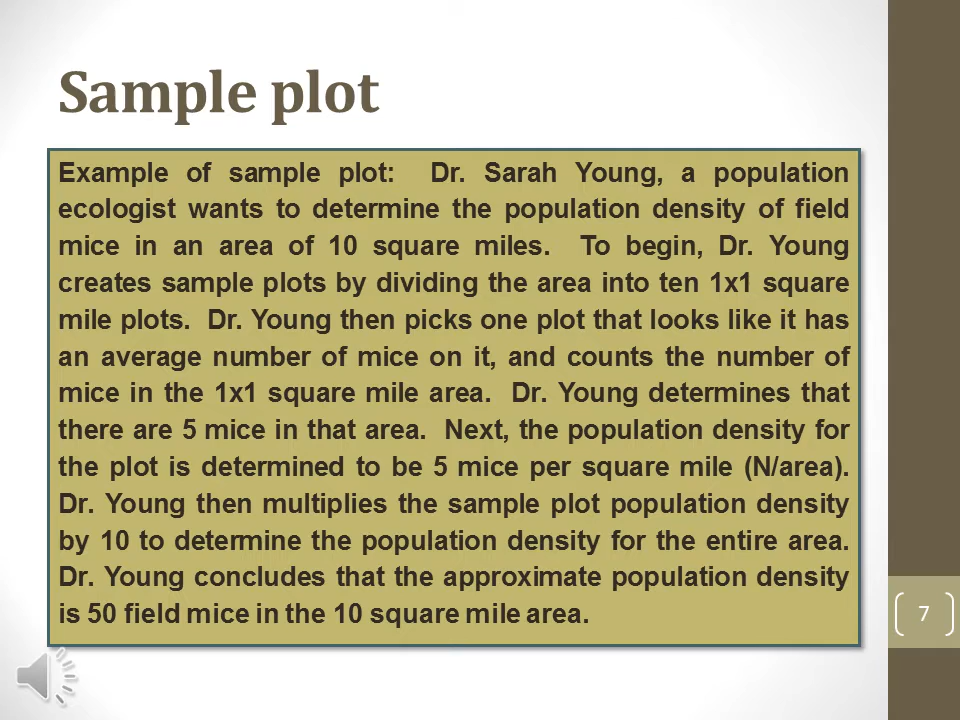 Sample plot
Example of sample plot: Dr. Sarah Young, a population
ecologist wants to determine the population density of field
mice in an area of 10 square miles. To begin, Dr. Young
creates sample plots by dividing the area into ten 1x1 square
mile plots. Dr. Young then picks one plot that looks like it has
an average number of mice on it, and counts the number of
mice in the 1x1 square mile area. Dr. Young determines that
there are 5 mice in that area. Next, the population density for
the plot is determined to be 5 mice per square mile (N/area).
Dr. Young then multiplies the sample plot population density
by 10 to determine the population density for the entire area.
Dr. Young concludes that the approximate population density
is 50 field mice in the 10 square mile area.
7